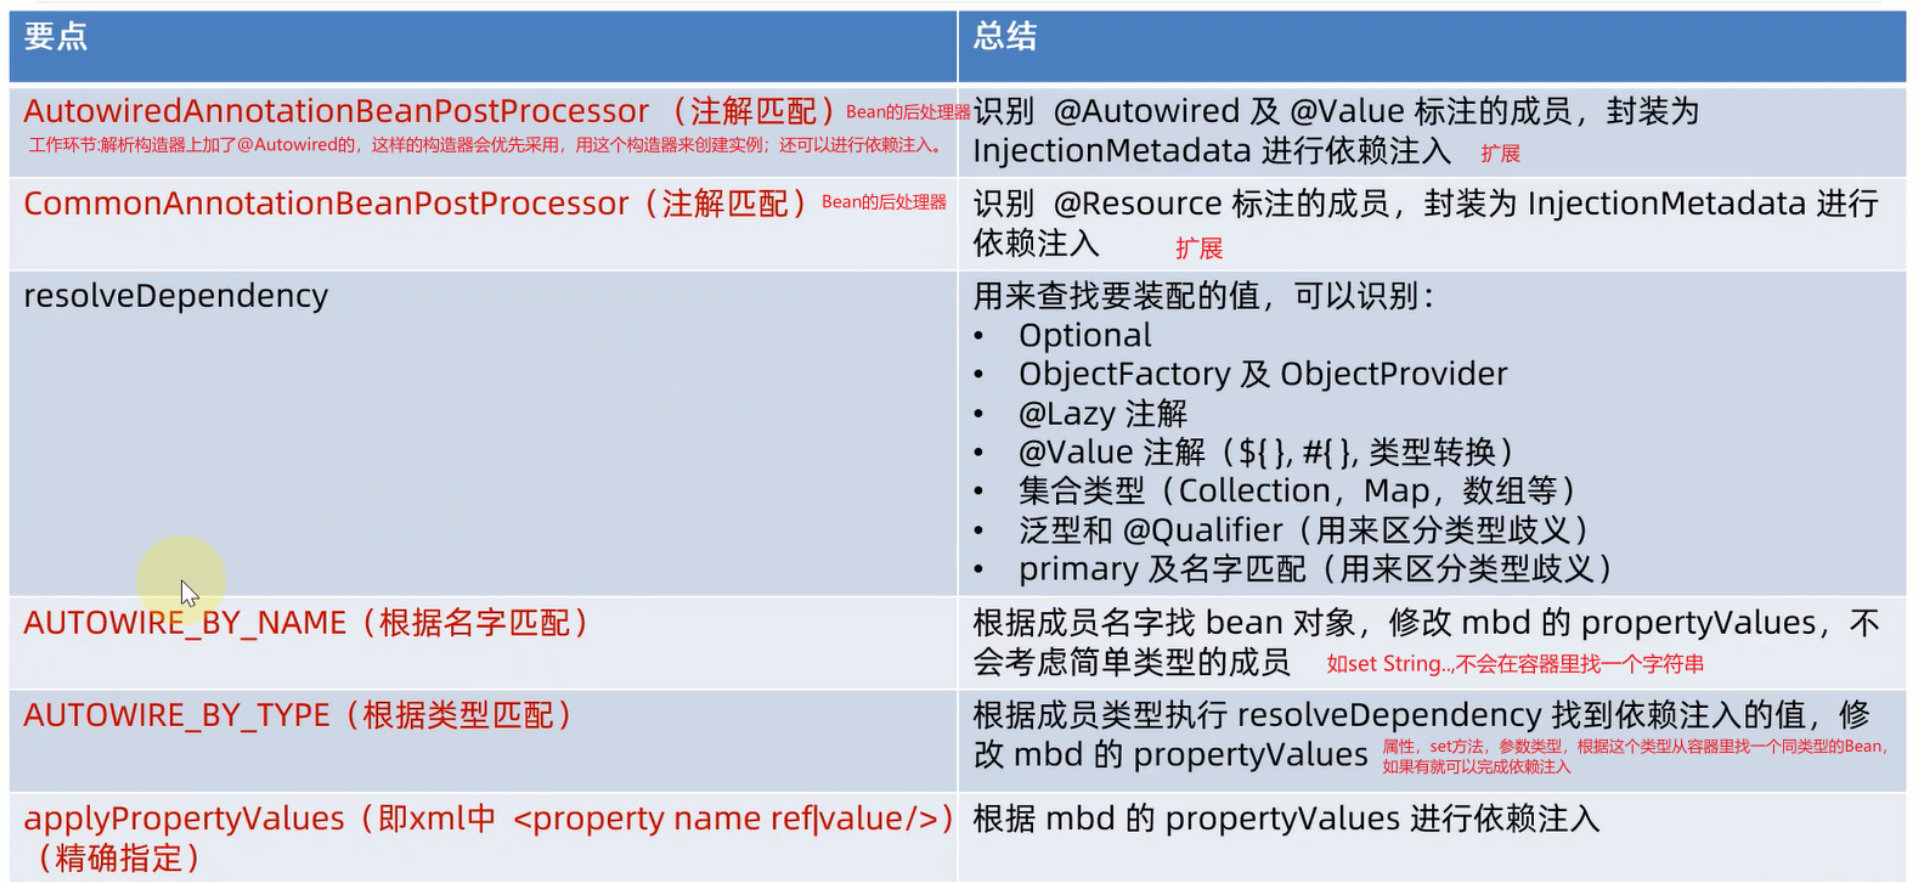 要点
总结
AutowiredAnnotationBeanPostProcessor（注解匹配）Bean的后处理器
工作环节:解析构造器上加了@Autowired的，这样的构造器会优先采用，用这个构造器来创建实例；还可以进行依赖注入。
识别 @Autowired 及 @Value 标注的成员，封装为
InjectionMetadata 进行依赖注入 扩展
CommonAnnotationBeanPostProcessor（注解匹配）Bean的后处理器
识别 @Resource 标注的成员，封装为 InjectionMetadata 进行
依赖注入 扩展
resolveDependency
用来查找要装配的值，可以识别：
• Optional
• ObjectFactory 及 ObjectProvider
• @Lazy 注解
• @Value 注解（${ }, #{ }, 类型转换）
• 集合类型（Collection，Map，数组等）
• 泛型和 @Qualifier（用来区分类型歧义）
• primary 及名字匹配（用来区分类型歧义）
AUTOWIRE_BY_NAME（根据名字匹配）
根据成员名字找 bean 对象，修改 mbd 的 propertyValues，不
会考虑简单类型的成员 如set String..,不会在容器里找一个字符串
AUTOWIRE_BY_TYPE（根据类型匹配）
根据成员类型执行 resolveDependency 找到依赖注入的值，修
改 mbd 的 propertyValues 属性，set方法，参数类型，根据这个类型从容器里找一个同类型的Bean，
如果有就可以完成依赖注入
applyPropertyValues（即xml中 <property name ref|value/>）
（精确指定）
根据 mbd 的 propertyValues 进行依赖注入